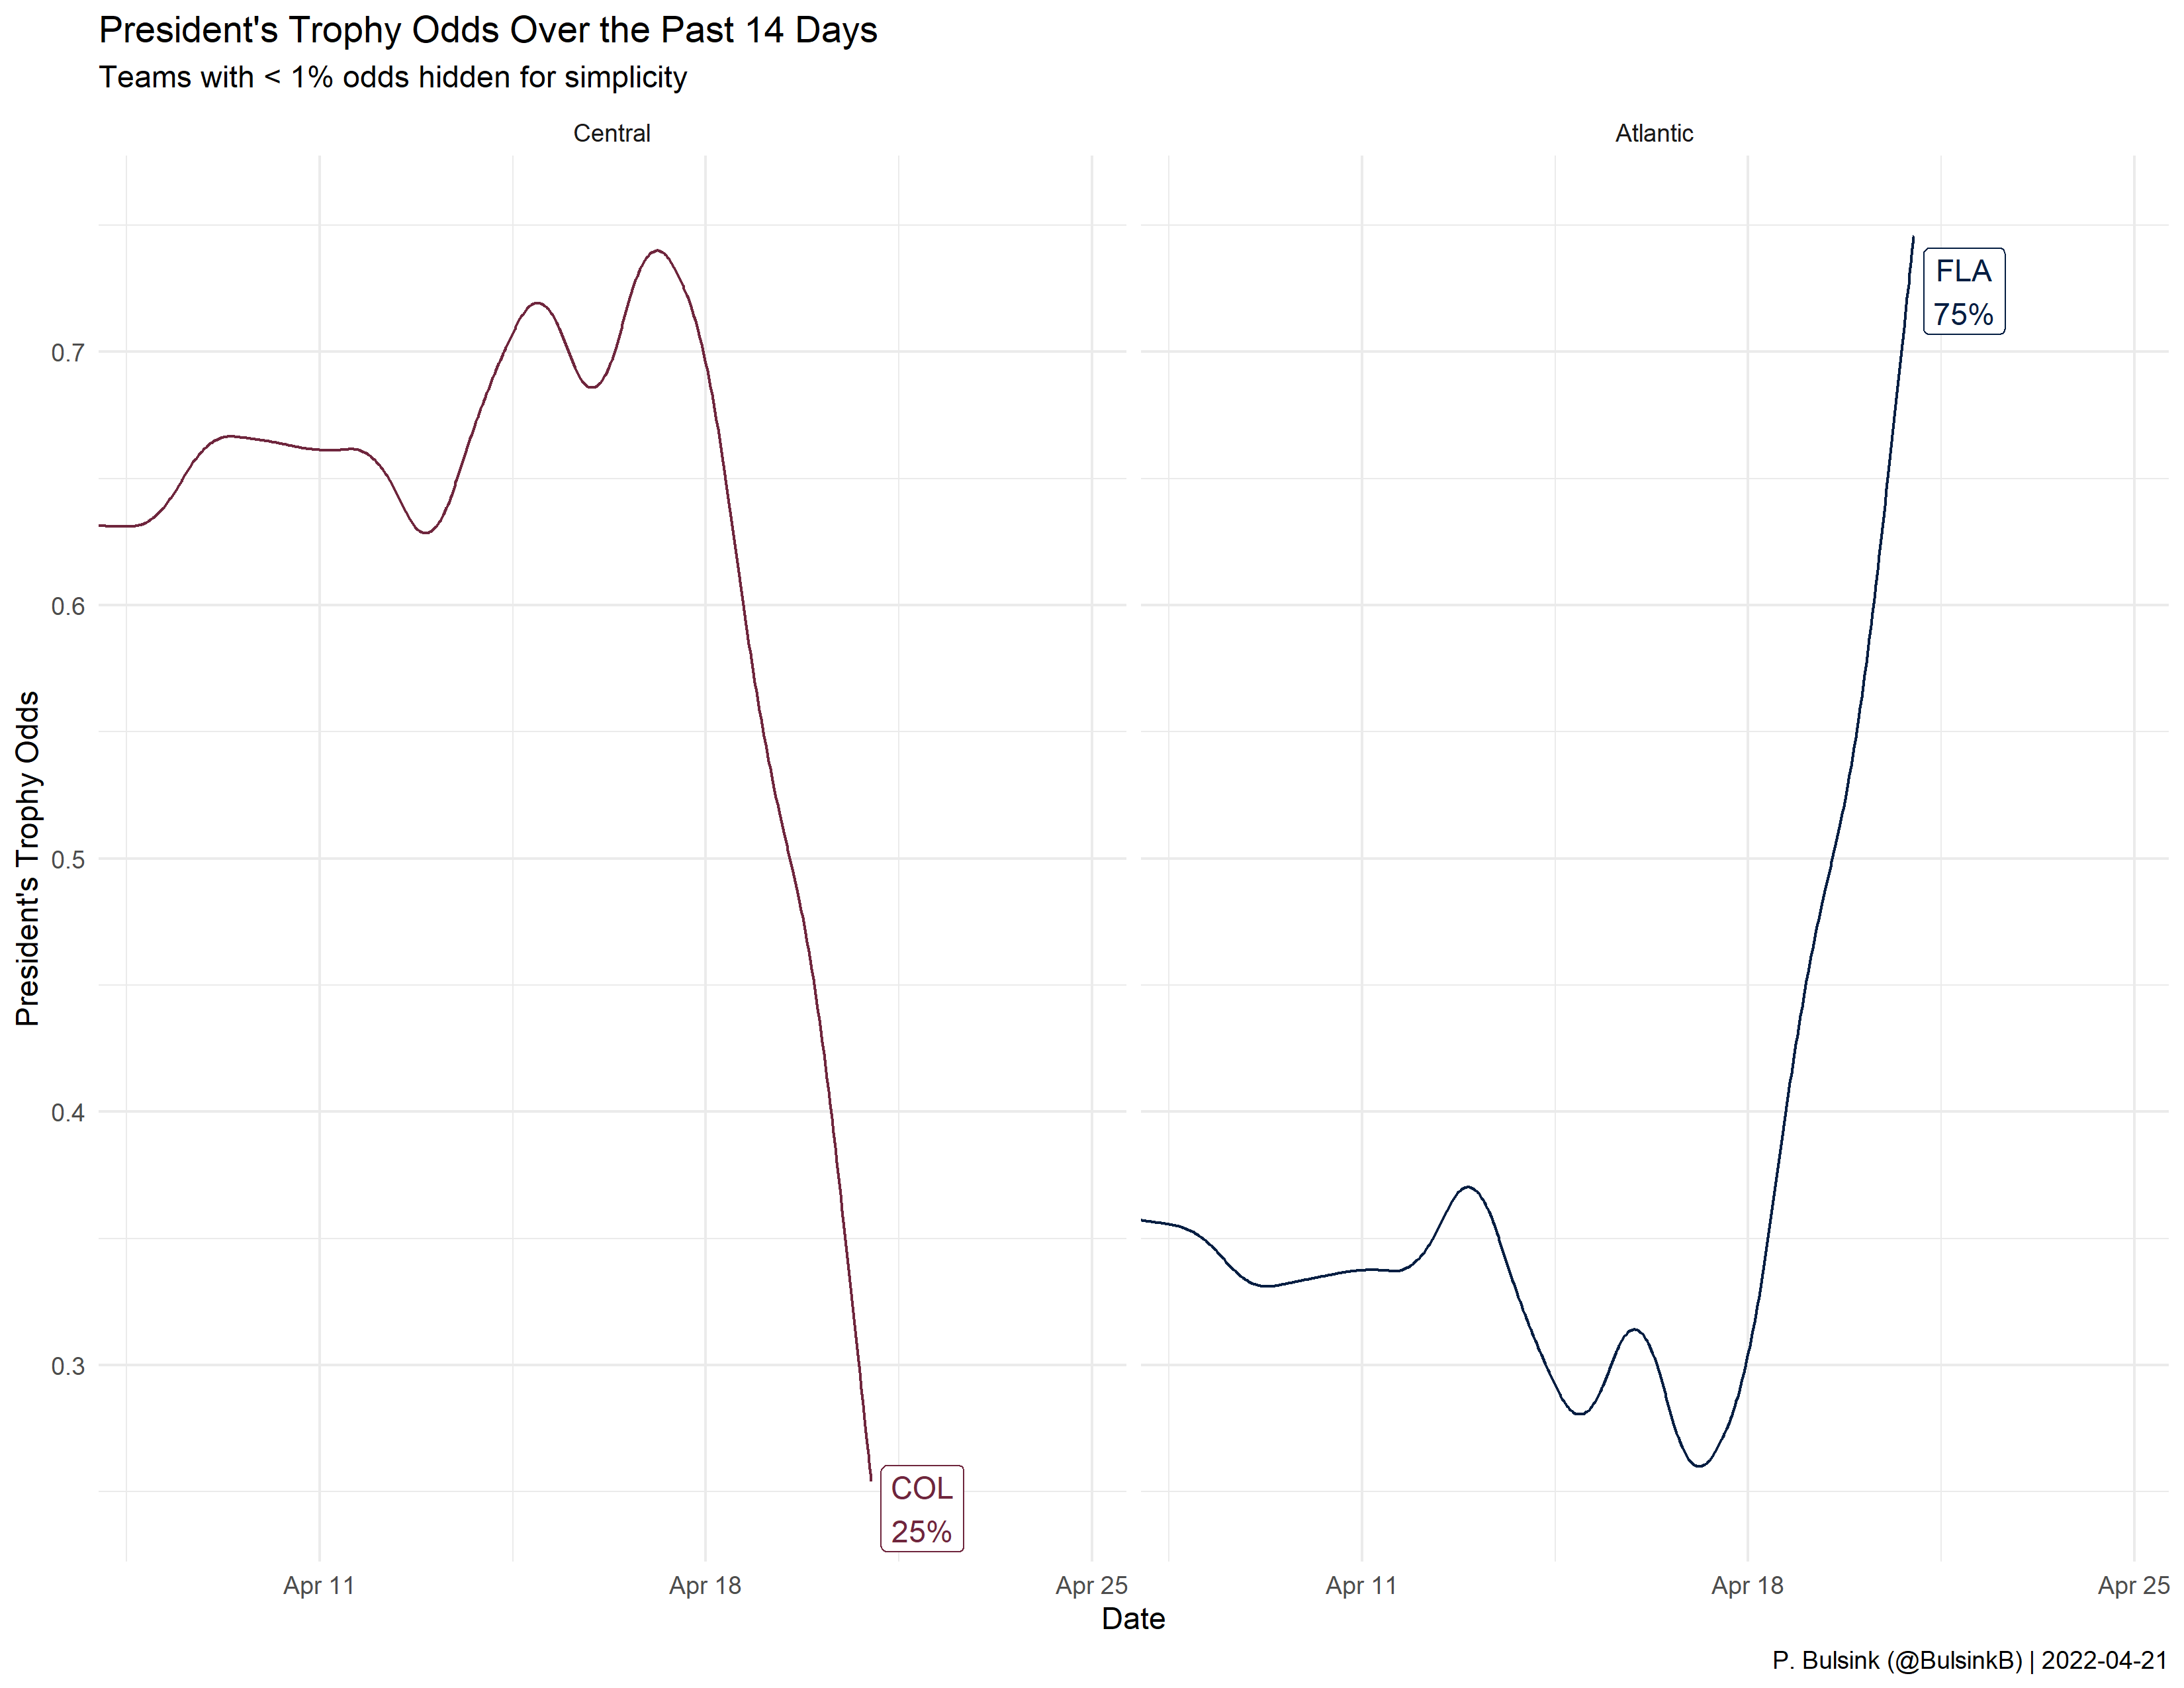 President's Trophy Odds Over the Past 14 Days
Teams with < 1% odds hidden for simplicity
Central
Atlantic
President's Trophy Odds
0.7
0.6
0.5
0.4
0.3
COL
25%
FLA
75%
Apr 11
Apr 18
Apr 25
Apr 11
Apr 18
Apr 25
Date
P. Bulsink (@BulsinkB) | 2022-04-21